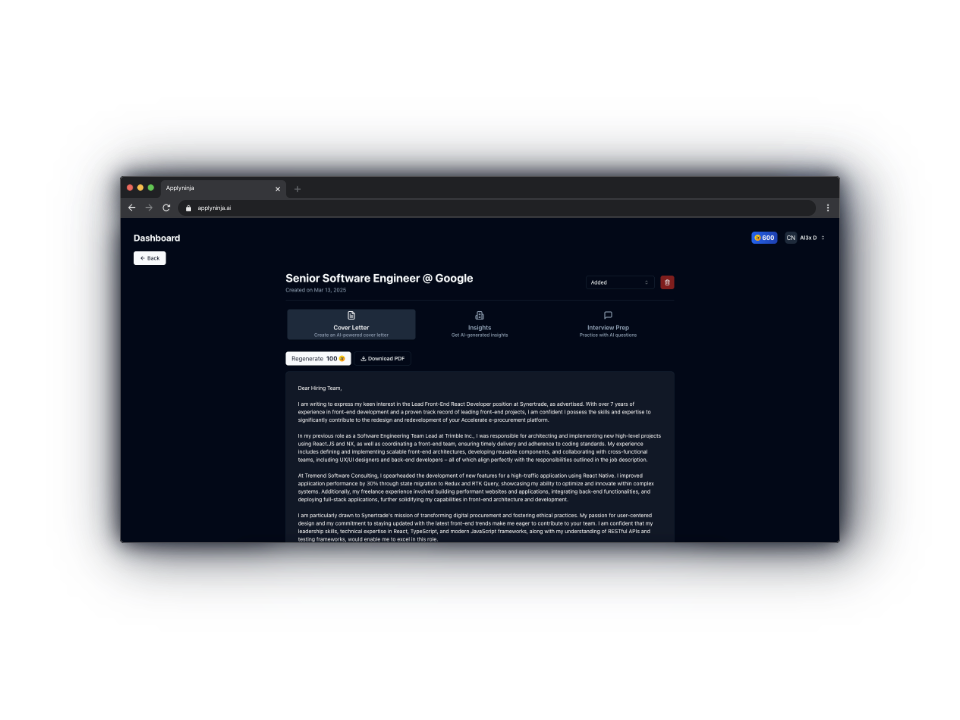 Applyninja
applyninja.ai
Dashboard
600
CN
Al3x D
Back
Senior Software Engineer @ Google
Created on Mar 13, 2025
Added
Cover Letter
Create an AI-powered cover letter
Insights
Get AI-generated insights
Interview Prep
Practice with AI questions
Regenerate 100
Download PDF
Dear Hiring Team,
I am writing to express my keen interest in the Lead Front-End React Developer position at Synertrade, as advertised. With over 7 years of
experience in front-end development and a proven track record of leading front-end projects, I am confident I possess the skills and expertise to
significantly contribute to the redesign and redevelopment of your Accelerate e-procurement platform.
In my previous role as a Software Engineering Team Lead at Trimble Inc., I was responsible for architecting and implementing new high-level projects
using ReactJS and NX, as well as coordinating a front-end team, ensuring timely delivery and adherence to coding standards. My experience
includes defining and implementing scalable front-end architectures, developing reusable components, and collaborating with cross-functional
teams, including UX/UI designers and back-end developers – all of which align perfectly with the responsibilities outlined in the job description.
At Tremend Software Consulting, I spearheaded the development of new features for a high-traffic application using React Native. I improved
application performance by 30% through state migration to Redux and RTK Query, showcasing my ability to optimize and innovate within complex
systems. Additionally, my freelance experience involved building performant websites and applications, integrating back-end functionalities, and
deploying full-stack applications, further solidifying my capabilities in front-end architecture and development.
I am particularly drawn to Synertrade's mission of transforming digital procurement and fostering ethical practices. My passion for user-centered
design and my commitment to staying updated with the latest front-end trends make me eager to contribute to your team. I am confident that my
leadership skills, technical expertise in React, TypeScript, and modern JavaScript frameworks, along with my understanding of RESTful APIs and
testing frameworks, would enable me to excel in this role.